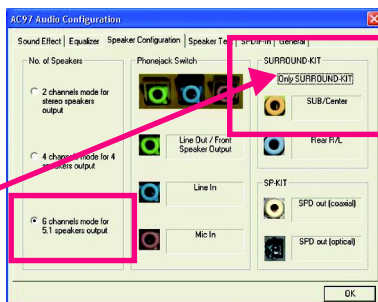 AC97 Audio Configuration
Sound Effect
Equalizer
Speaker Configuration
Speaker Te
SPDIF-In
General
No. of Speakers
2 channels mode for
stereo speakers
output
4 channels mode for 4
speakers output
6 channels mode for
5.1 speakers output
Phonejack Switch
Line Out / Front
Speaker Output
Line In
Mic In
SURROUND-KIT
Only SURROUND-KIT
SUB/Center
Rear R/L
SP-KIT
SPD out (coaxial)
SPD out (optical)
OK